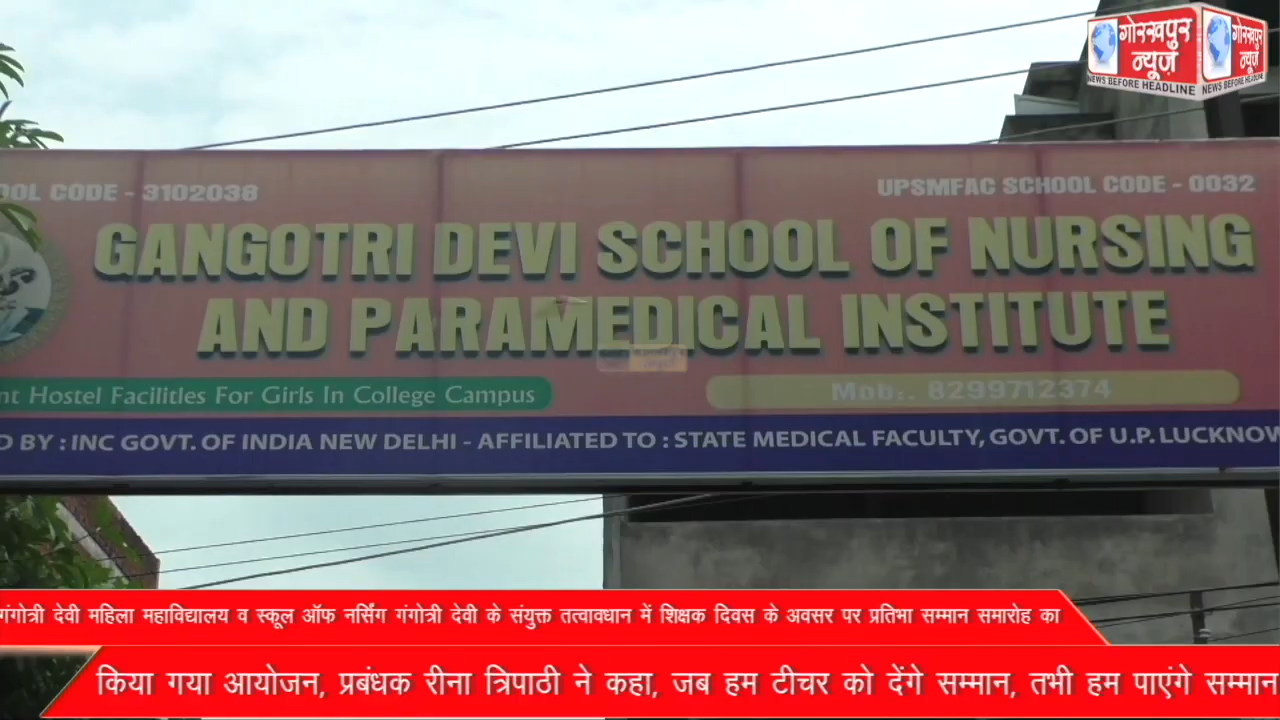 गोरखपुर
न्यूज़
NEWS BEFORE HEADLINE
गोरखपुर
न्यूज़
NEWS BEFORE HEADLINE
OOL CODE - 3102038
UPSMFAC SCHOOL CODE - 0032
GANGOTRI DEVI SCHOOL OF NURSING
AND PARAMEDICAL INSTITUTE
nt Hostel Facilities For Girls In College Campus
Mob:. 8299712374
D BY : INC GOVT. OF INDIA NEW DELHI - AFFILIATED TO : STATE MEDICAL FACULTY, GOVT. OF U.P. LUCKNOW
गंगोत्री देवी महिला महाविद्यालय व स्कूल ऑफ नर्सिंग गंगोत्री देवी के संयुक्त तत्वावधान में शिक्षक दिवस के अवसर पर प्रतिभा सम्मान समारोह का
किया गया आयोजन, प्रबंधक रीना त्रिपाठी ने कहा, जब हम टीचर को देंगे सम्मान, तभी हम पाएंगे सम्मान